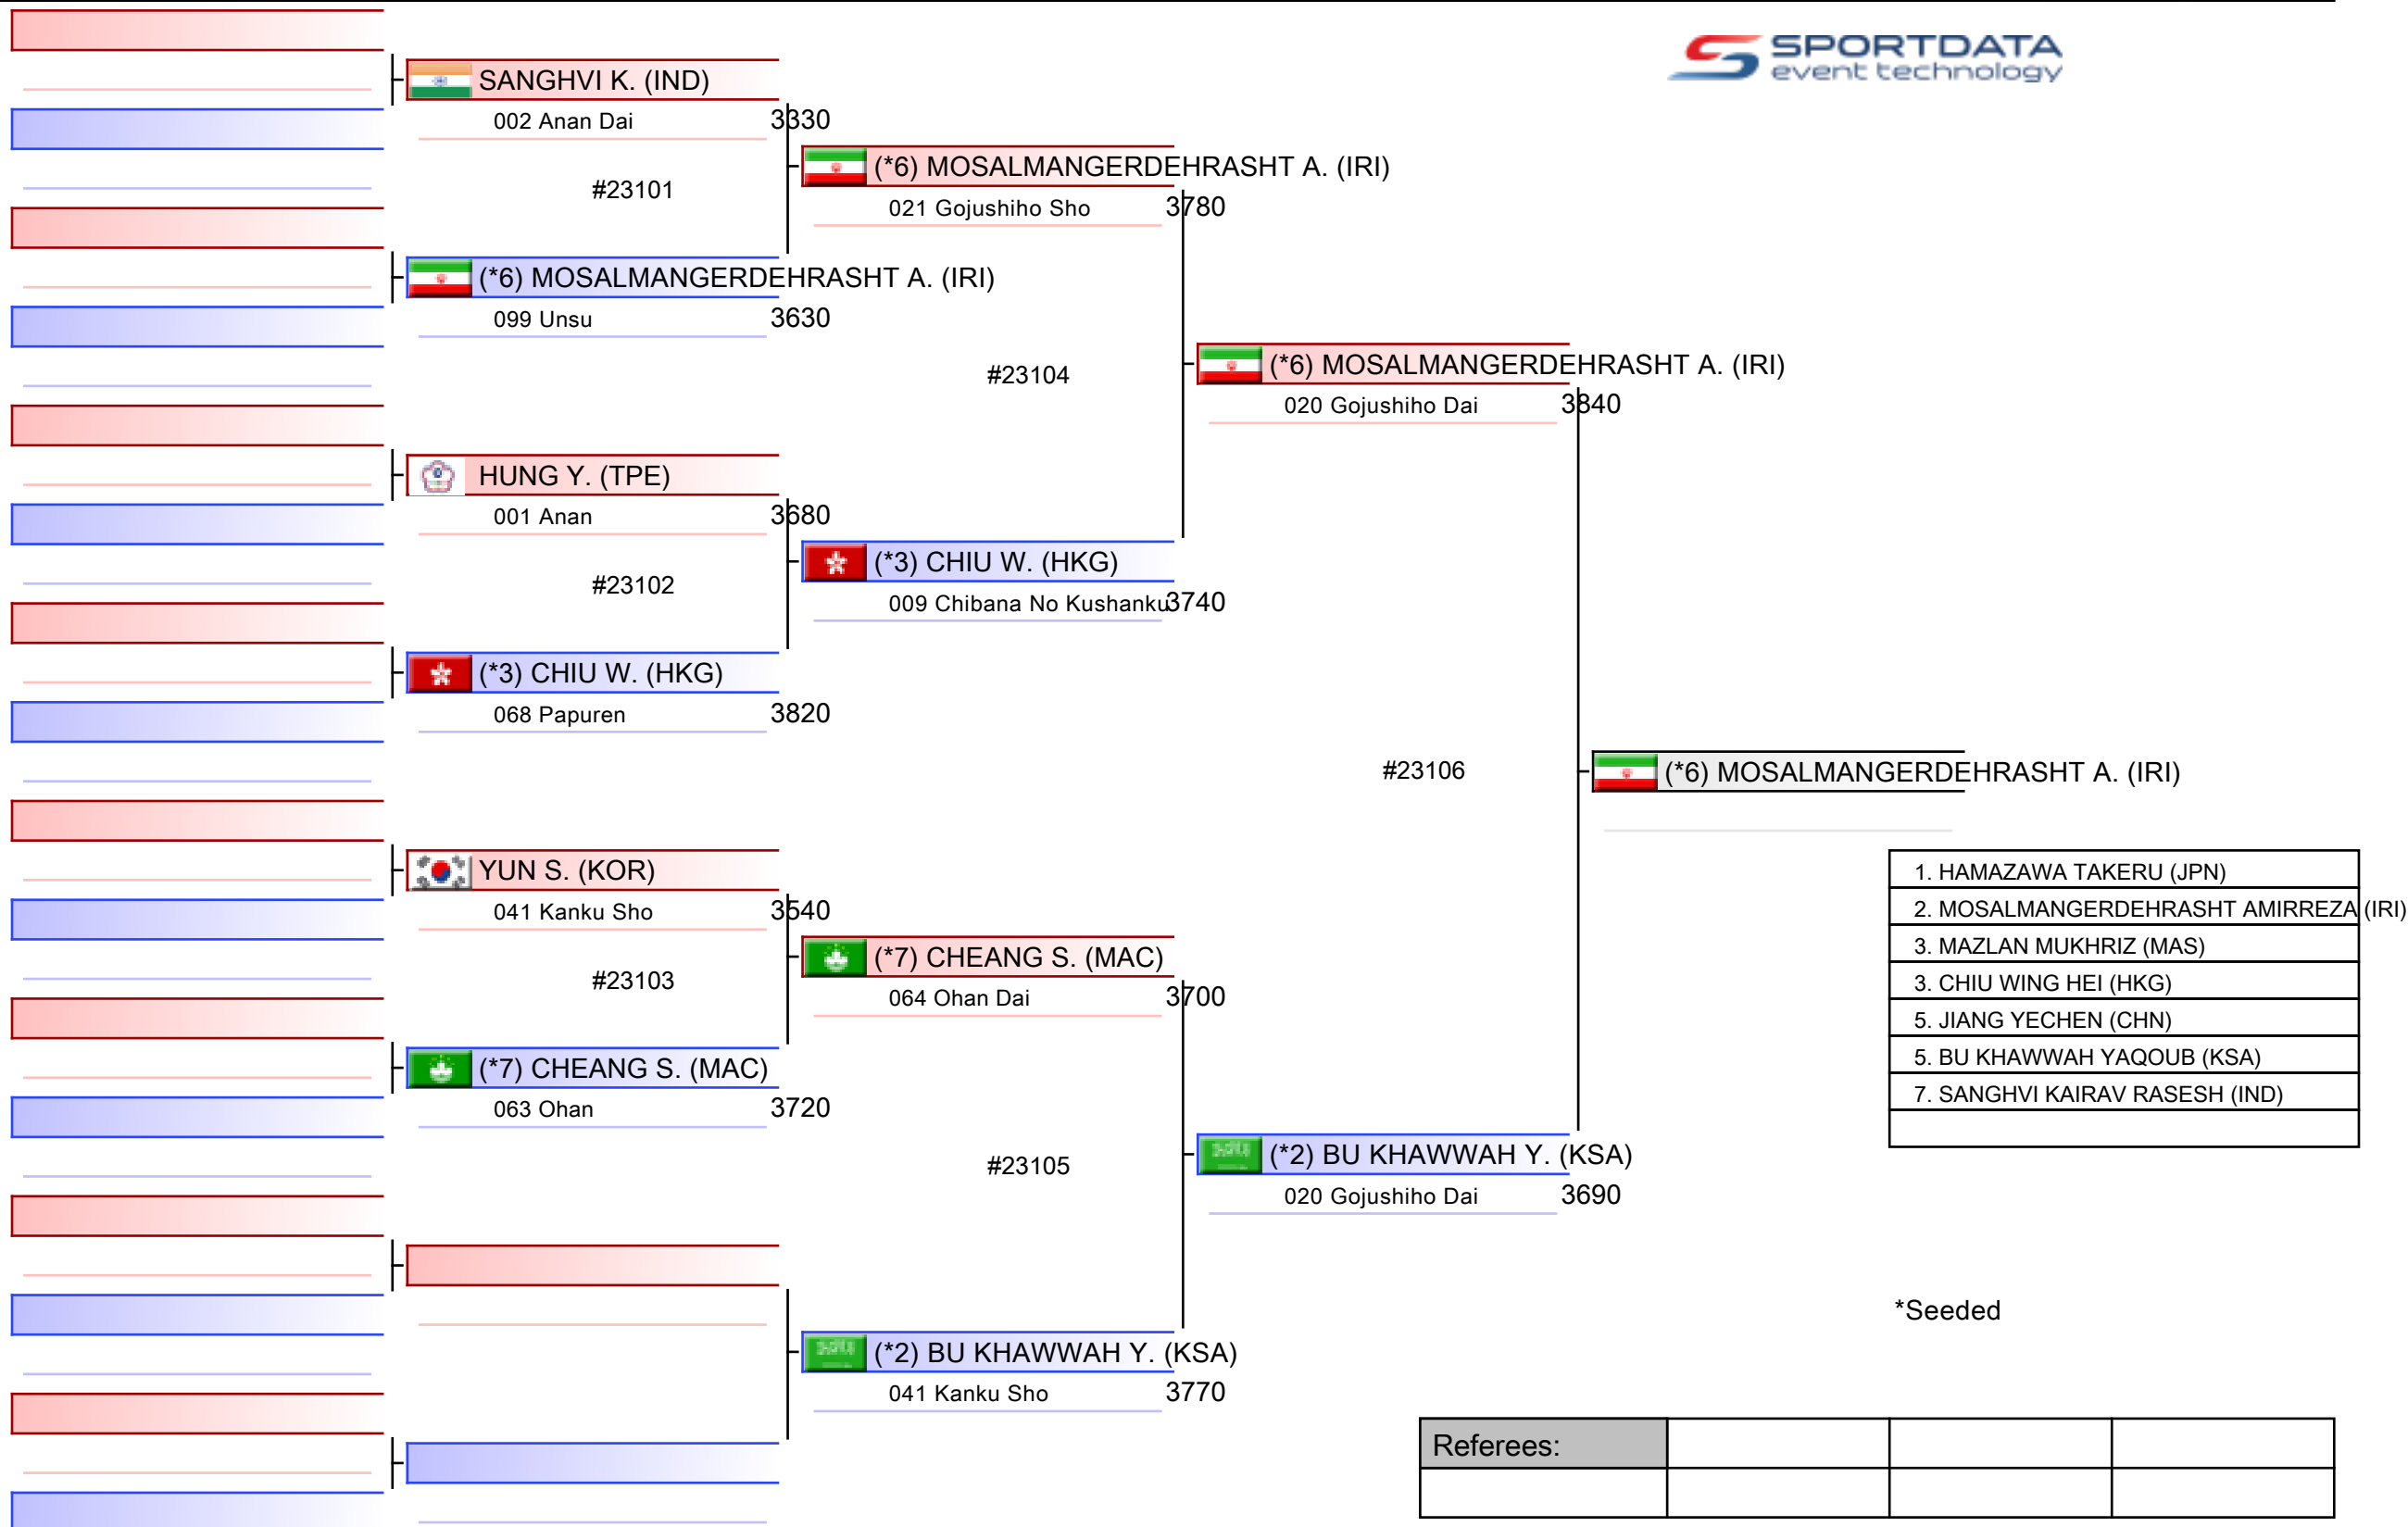 SPORTDATA
event technology
SANGHVI K. (IND)
002 Anan Dai 3330
#23101
(*6) MOSALMANGERDEHRASHT A. (IRI)
099 Unsu 3630
HUNG Y. (TPE)
001 Anan 3680
#23102
(*3) CHIU W. (HKG)
068 Papuren 3820
YUN S. (KOR)
041 Kanku Sho 3540
#23103
(*7) CHEANG S. (MAC)
063 Ohan 3720
(*6) MOSALMANGERDEHRASHT A. (IRI)
021 Gojushiho Sho 3780
#23104
(*3) CHIU W. (HKG)
009 Chibana No Kushanku 3740
(*7) CHEANG S. (MAC)
064 Ohan Dai 3700
#23105
(*2) BU KHAWWAH Y. (KSA)
041 Kanku Sho 3770
(*6) MOSALMANGERDEHRASHT A. (IRI)
020 Gojushiho Dai 3840
#23106
(*2) BU KHAWWAH Y. (KSA)
020 Gojushiho Dai 3690
(*6) MOSALMANGERDEHRASHT A. (IRI)
1. HAMAZAWA TAKERU (JPN)
2. MOSALMANGERDEHRASHT AMIRREZA (IRI)
3. MAZLAN MUKHRIZ (MAS)
3. CHIU WING HEI (HKG)
5. JIANG YECHEN (CHN)
5. BU KHAWWAH YAQOUB (KSA)
7. SANGHVI KAIRAV RASESH (IND)
*Seeded
Referees: